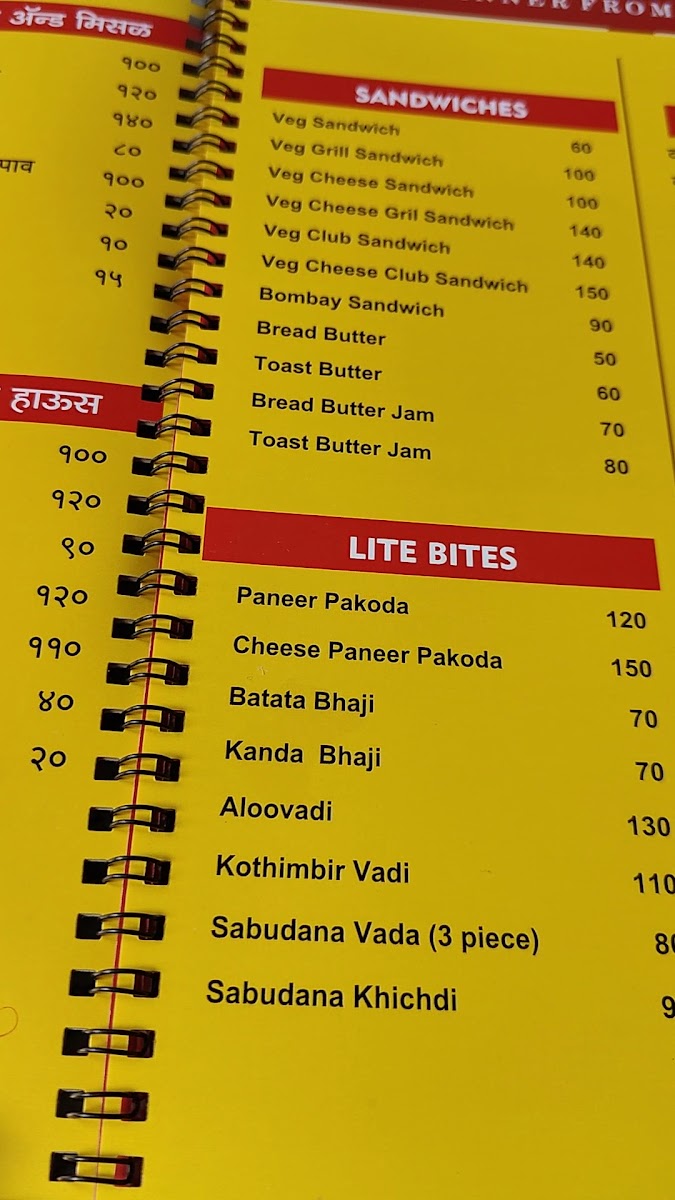 ॲन्ड मिसळ
१००
१२०
१४०
८०
पाव १००
२०
१०
१५
हाऊस
१००
१२०
९०
१२०
११०
४०
२०
FROM
SANDWICHES
Veg Sandwich 60
Veg Grill Sandwich 100
Veg Cheese Sandwich 100
Veg Cheese Gril Sandwich 140
Veg Club Sandwich 140
Veg Cheese Club Sandwich 150
Bombay Sandwich 90
Bread Butter 50
Toast Butter 60
Bread Butter Jam 70
Toast Butter Jam 80
LITE BITES
Paneer Pakoda 120
Cheese Paneer Pakoda 150
Batata Bhaji 70
Kanda Bhaji 70
Aloovadi 130
Kothimbir Vadi 110
Sabudana Vada (3 piece) 80
Sabudana Khichdi 9